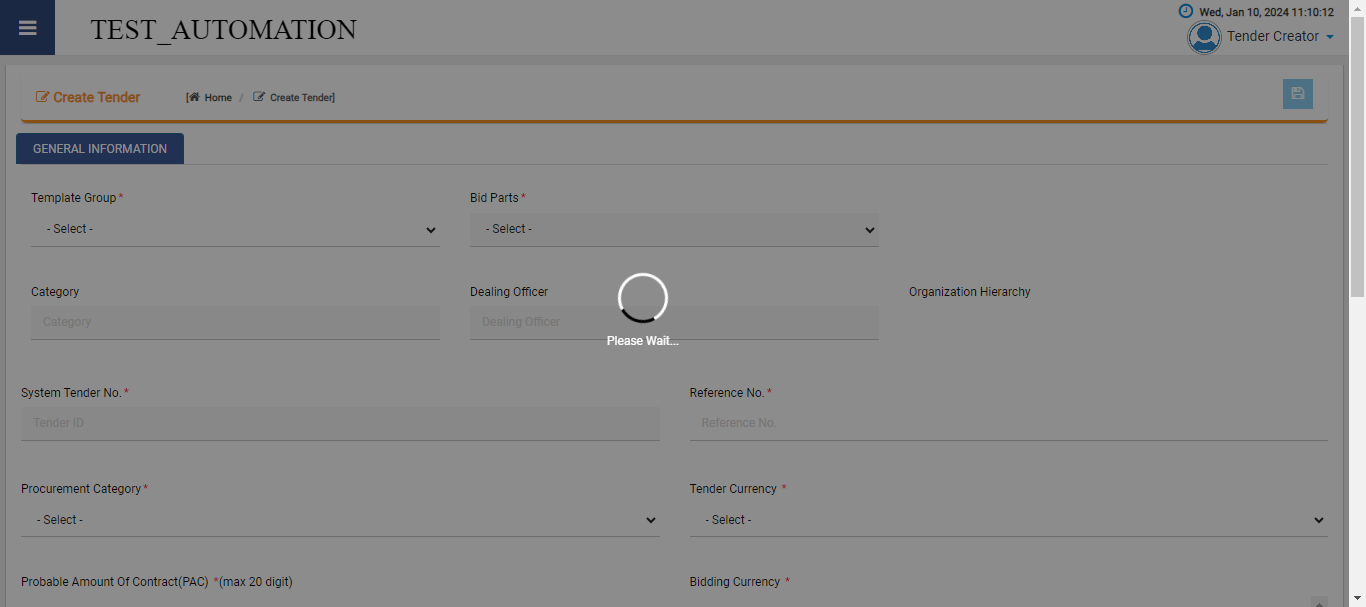 Wed, Jan 10, 2024 11:10:12
TEST_AUTOMATION
Tender Creator
Create Tender [ Home / Create Tender]
GENERAL INFORMATION
Template Group * Bid Parts *
- Select - - Select -
Category Dealing Officer Organization Hierarchy
Category Dealing Officer
Please Wait...
System Tender No. * Reference No. *
Tender ID Reference No.
Procurement Category * Tender Currency *
- Select - - Select -
Probable Amount Of Contract(PAC) *(max 20 digit) Bidding Currency *